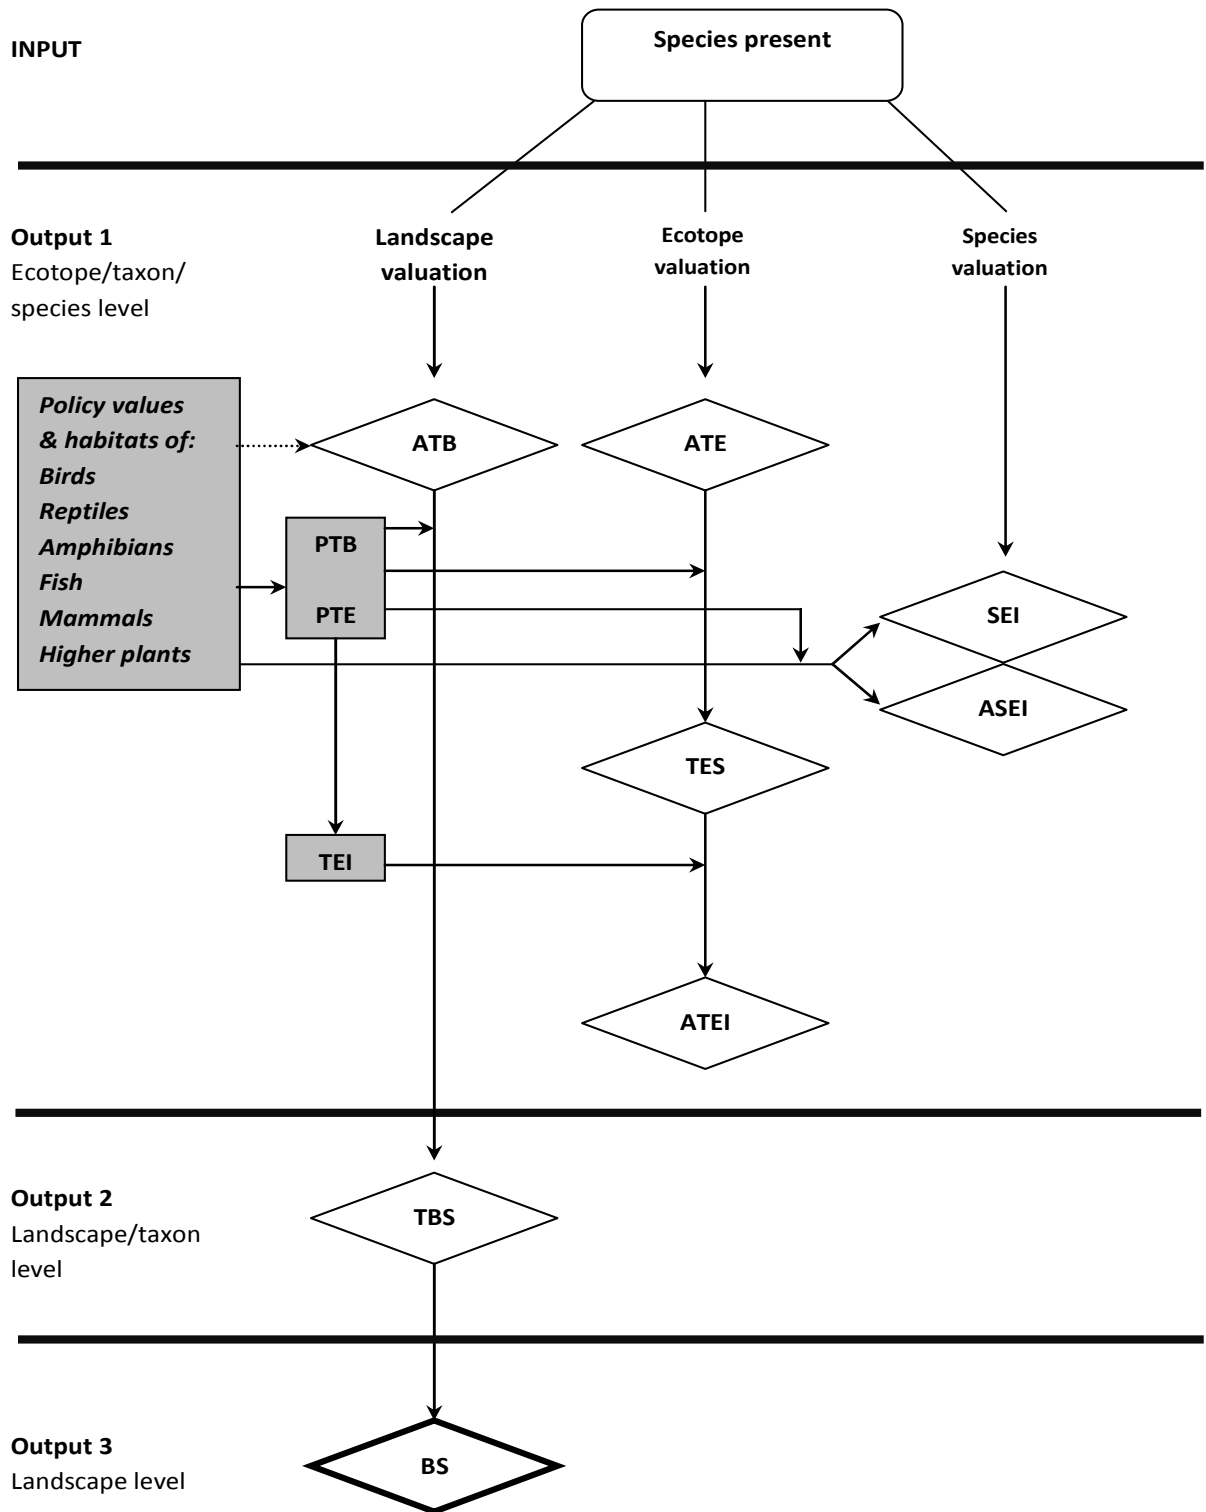 INPUT
Species present
Output 1
Ecotope/taxon/
species level
Landscape
valuation
Ecotope
valuation
Species
valuation
Policy values
& habitats of:
Birds
Reptiles
Amphibians
Fish
Mammals
Higher plants
ATB
ATE
PTB
PTE
SEI
ASEI
TES
TEI
ATEI
Output 2
Landscape/taxon
level
TBS
Output 3
Landscape level
BS